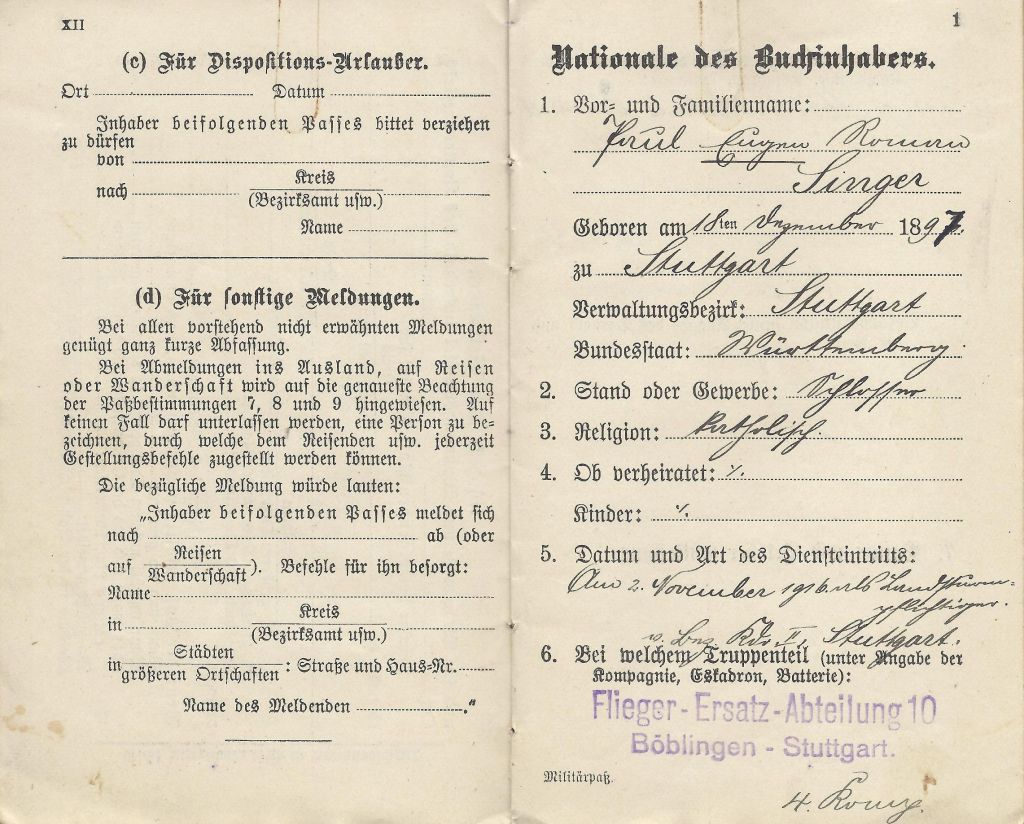 XII
(c) Für Dispositions-Urlauber.
Ort Datum
Inhaber beifolgenden Passes bittet verziehen
zu dürfen
von
nach Kreis
(Bezirksamt usw.)
Name
(d) Für sonstige Meldungen.
Bei allen vorstehend nicht erwähnten Meldungen
genügt ganz kurze Abfassung.
Bei Abmeldungen ins Ausland, auf Reisen
oder Wanderschaft wird auf die genaueste Beachtung
der Paßbestimmungen 7, 8 und 9 hingewiesen. Auf
keinen Fall darf unterlassen werden, eine Person zu be-
zeichnen, durch welche dem Reisenden usw. jederzeit
Gestellungsbefehle zugestellt werden können.
Die bezügliche Meldung würde lauten:
„Inhaber beifolgenden Passes meldet sich
nach ab (oder
auf Reisen
Wanderschaft). Befehle für ihn besorgt:
Name
in Kreis
(Bezirksamt usw.)
in Städten
größeren Ortschaften: Straße und Haus-Nr.
Name des Meldenden ."
1
Nationale des Buchinhabers.
1. Vor- und Familienname:
Paul Eugen Roman
Singer
Geboren am 18ten Dezember 1897.
zu Stuttgart
Verwaltungsbezirk: Stuttgart
Bundesstaat: Württemberg.
2. Stand oder Gewerbe: Schlosser
3. Religion: katholisch.
4. Ob verheiratet: ٪.
Kinder: ٪.
5. Datum und Art des Diensteintritts:
Am 2. November 1916 als Landsturm-
pflichtiger.
v. Bez. Kdo II, Stuttgart.
6. Bei welchem Truppenteil (unter Angabe der
Kompagnie, Eskadron, Batterie):
Flieger-Ersatz-Abteilung 10
Böblingen - Stuttgart.
Militärpaß.
4. Komp.